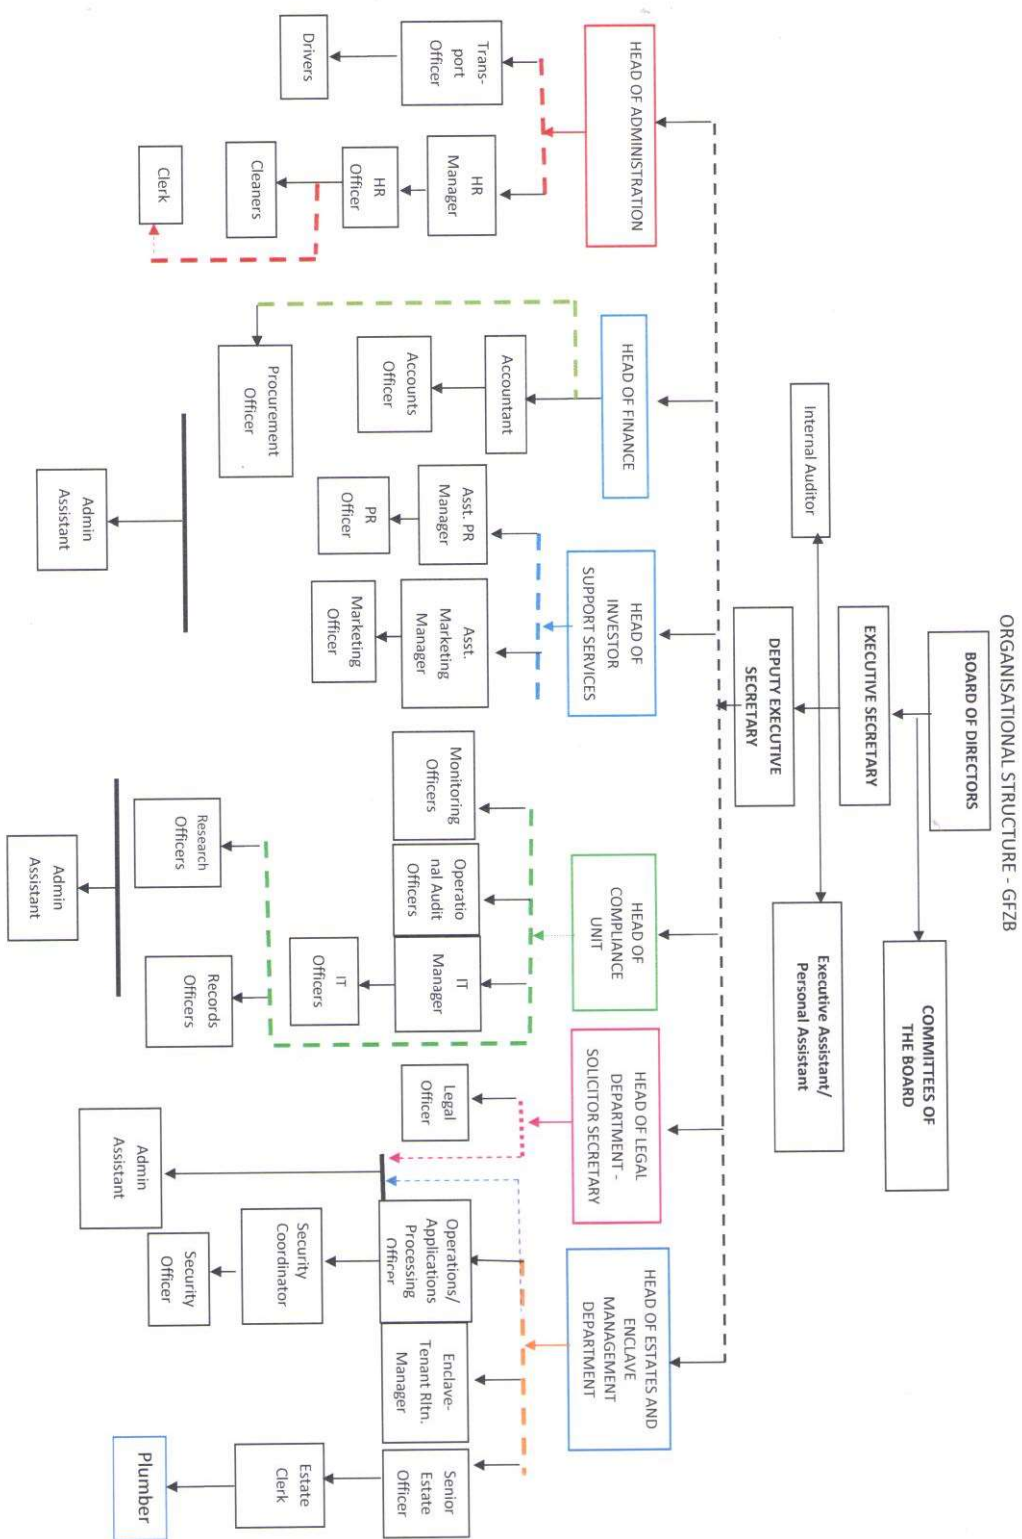 ORGANISATIONAL STRUCTURE - GFZB
BOARD OF DIRECTORS
COMMITTEES OF
THE BOARD
EXECUTIVE SECRETARY
Internal Auditor
Executive Assistant/
Personal Assistant
DEPUTY EXECUTIVE
SECRETARY
HEAD OF ADMINISTRATION
HEAD OF FINANCE
HEAD OF
INVESTOR
SUPPORT SERVICES
HEAD OF
COMPLIANCE
UNIT
HEAD OF LEGAL
DEPARTMENT -
SOLICITOR SECRETARY
HEAD OF ESTATES AND
ENCLAVE
MANAGEMENT
DEPARTMENT
Trans-
port
Officer
Drivers
HR
Manager
HR
Officer
Cleaners
Clerk
Accountant
Accounts
Officer
Procurement
Officer
Asst. PR
Manager
PR
Officer
Asst.
Marketing
Manager
Marketing
Officer
Admin
Assistant
Monitoring
Officers
Operatio
nal Audit
Officers
IT
Manager
IT
Officers
Research
Officers
Records
Officers
Admin
Assistant
Legal
Officer
Admin
Assistant
Operations/
Applications
Processing
Officer
Security
Coordinator
Security
Officer
Enclave-
Tenant Rltn.
Manager
Senior
Estate
Officer
Estate
Clerk
Plumber